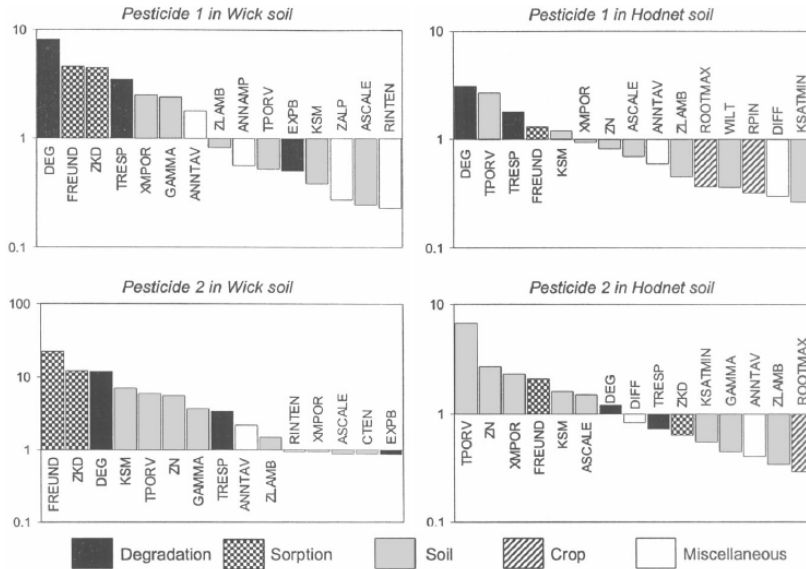 Pesticide 1 in Wick soil
10
1
0.1
DEG
FREUND
ZKD
TRESP
XMPOR
GAMMA
ANNTAV
ZLAMB
ANNAMP
TPORV
EXPB
KSM
ZALP
ASCALE
RINTEN
Pesticide 1 in Hodnet soil
10
1
0.1
DEG
TPORV
TRESP
FREUND
KSM
XMPOR
ZN
ASCALE
ANNTAV
ZLAMB
ROOTMAX
WILT
RPIN
DIFF
KSATMIN
Pesticide 2 in Wick soil
100
10
1
0.1
FREUND
ZKD
DEG
KSM
TPORV
ZN
GAMMA
TRESP
ANNTAV
ZLAMB
RINTEN
XMPOR
ASCALE
CTEN
EXPB
Pesticide 2 in Hodnet soil
10
1
0.1
TPORV
ZN
XMPOR
FREUND
KSM
ASCALE
DEG
DIFF
TRESP
ZKD
KSATMIN
GAMMA
ANNTAV
ZLAMB
ROOTMAX
Degradation
Sorption
Soil
Crop
Miscellaneous